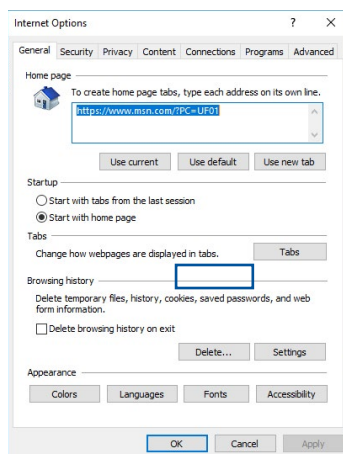 Internet Options ? X
General Security Privacy Content Connections Programs Advanced
Home page
To create home page tabs, type each address on its own line.
https://www.msn.com/?PC=UF01
Use current Use default Use new tab
Startup
Start with tabs from the last session
Start with home page
Tabs
Change how webpages are displayed in tabs. Tabs
Browsing history
Delete temporary files, history, cookies, saved passwords, and web
form information.
Delete browsing history on exit
Delete... Settings
Appearance
Colors Languages Fonts Accessibility
OK Cancel Apply